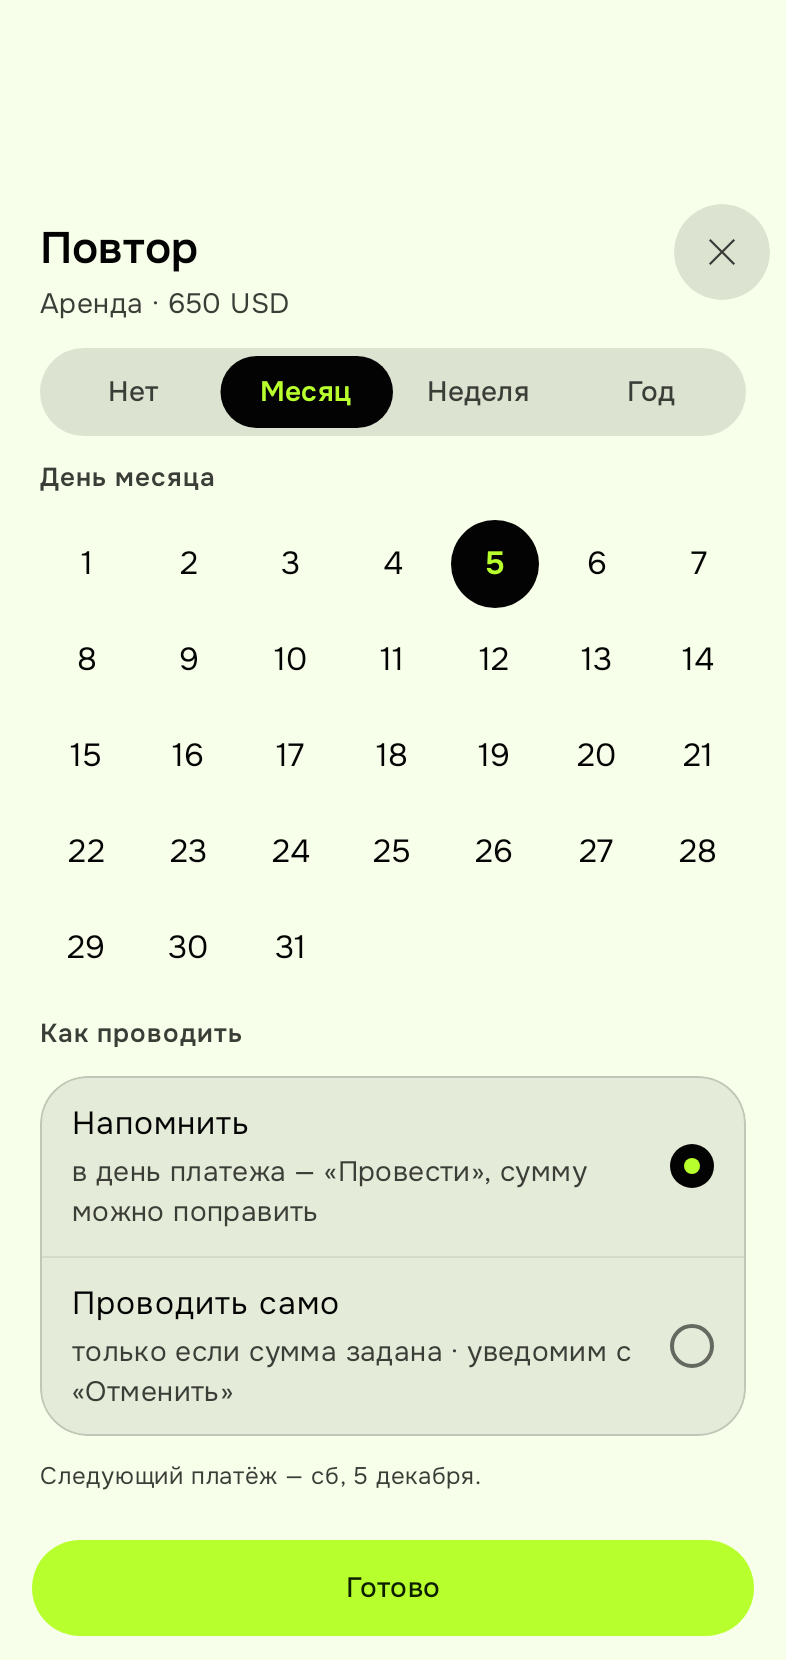 Повтор
Аренда · 650 USD
Нет Месяц Неделя Год
День месяца
1 2 3 4 5 6 7
8 9 10 11 12 13 14
15 16 17 18 19 20 21
22 23 24 25 26 27 28
29 30 31
Как проводить
Напомнить
в день платежа — «Провести», сумму
можно поправить
Проводить само
только если сумма задана · уведомим с
«Отменить»
Следующий платёж — сб, 5 декабря.
Готово